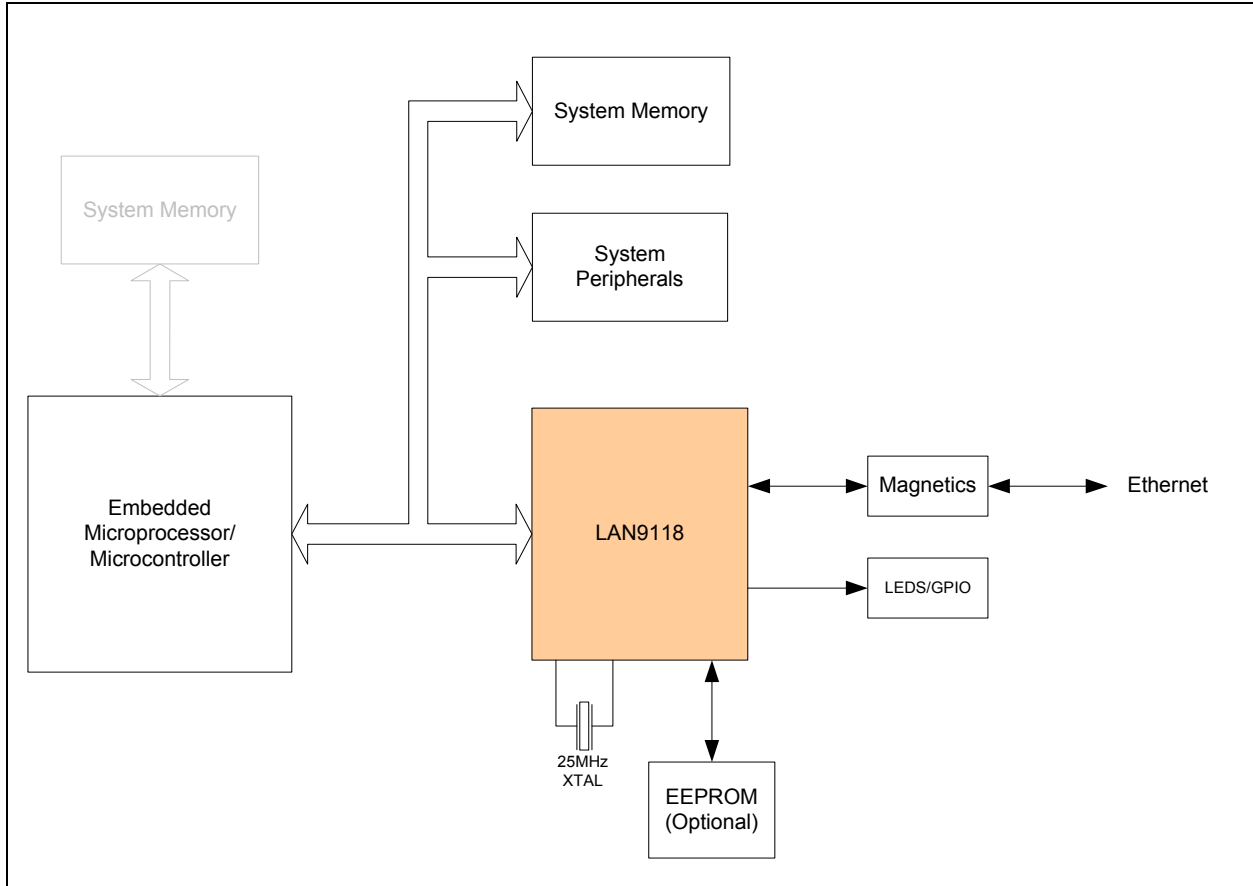 System Memory
System Memory
System
Peripherals
Embedded
Microprocessor/
Microcontroller
LAN9118
Magnetics
Ethernet
LEDS/GPIO
25MHz
XTAL
EEPROM
(Optional)